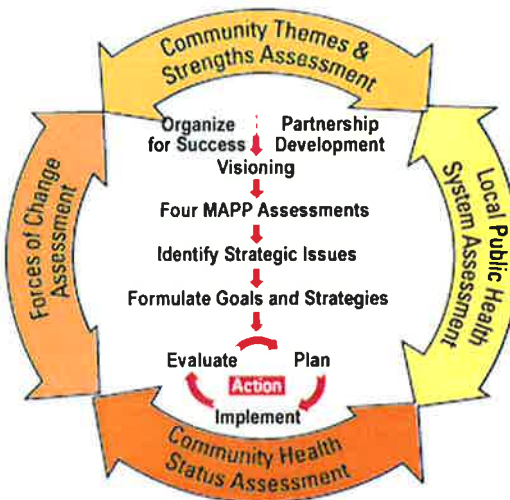 Community Themes &
Strengths Assessment
Organize
for Success
Partnership
Development
Visioning
Four MAPP Assessments
Identify Strategic Issues
Formulate Goals and Strategies
Evaluate
Plan
Action
Implement
Forces of Change
Assessment
Local Public Health
System Assessment
Community Health
Status Assessment